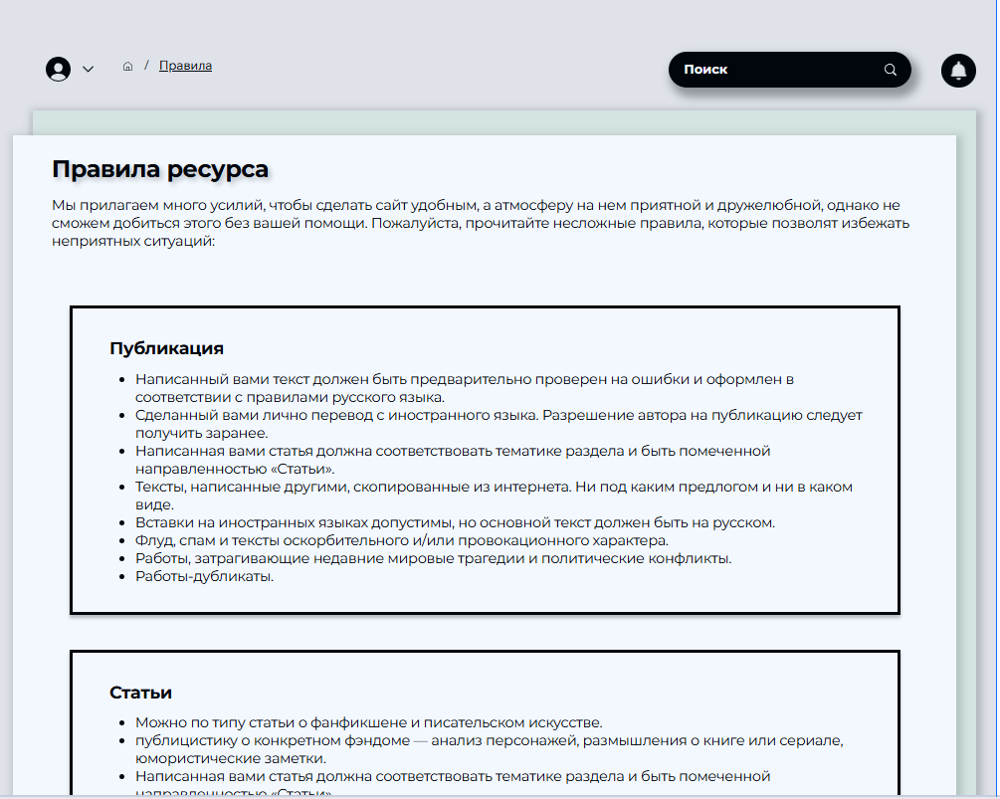 / Правила
Поиск
Правила ресурса
Мы прилагаем много усилий, чтобы сделать сайт удобным, а атмосферу на нем приятной и дружелюбной, однако не
сможем добиться этого без вашей помощи. Пожалуйста, прочитайте несложные правила, которые позволят избежать
неприятных ситуаций:
Публикация
• Написанный вами текст должен быть предварительно проверен на ошибки и оформлен в
соответствии с правилами русского языка.
• Сделанный вами лично перевод с иностранного языка. Разрешение автора на публикацию следует
получить заранее.
• Написанная вами статья должна соответствовать тематике раздела и быть помеченной
направленностью «Статьи».
• Тексты, написанные другими, скопированные из интернета. Ни под каким предлогом и ни в каком
виде.
• Вставки на иностранных языках допустимы, но основной текст должен быть на русском.
• Флуд, спам и тексты оскорбительного и/или провокационного характера.
• Работы, затрагивающие недавние мировые трагедии и политические конфликты.
• Работы-дубликаты.
Статьи
• Можно по типу статьи о фанфикшене и писательском искусстве.
• публицистику о конкретном фэндоме — анализ персонажей, размышления о книге или сериале,
юмористические заметки.
• Написанная вами статья должна соответствовать тематике раздела и быть помеченной
направленностью «Статьи».